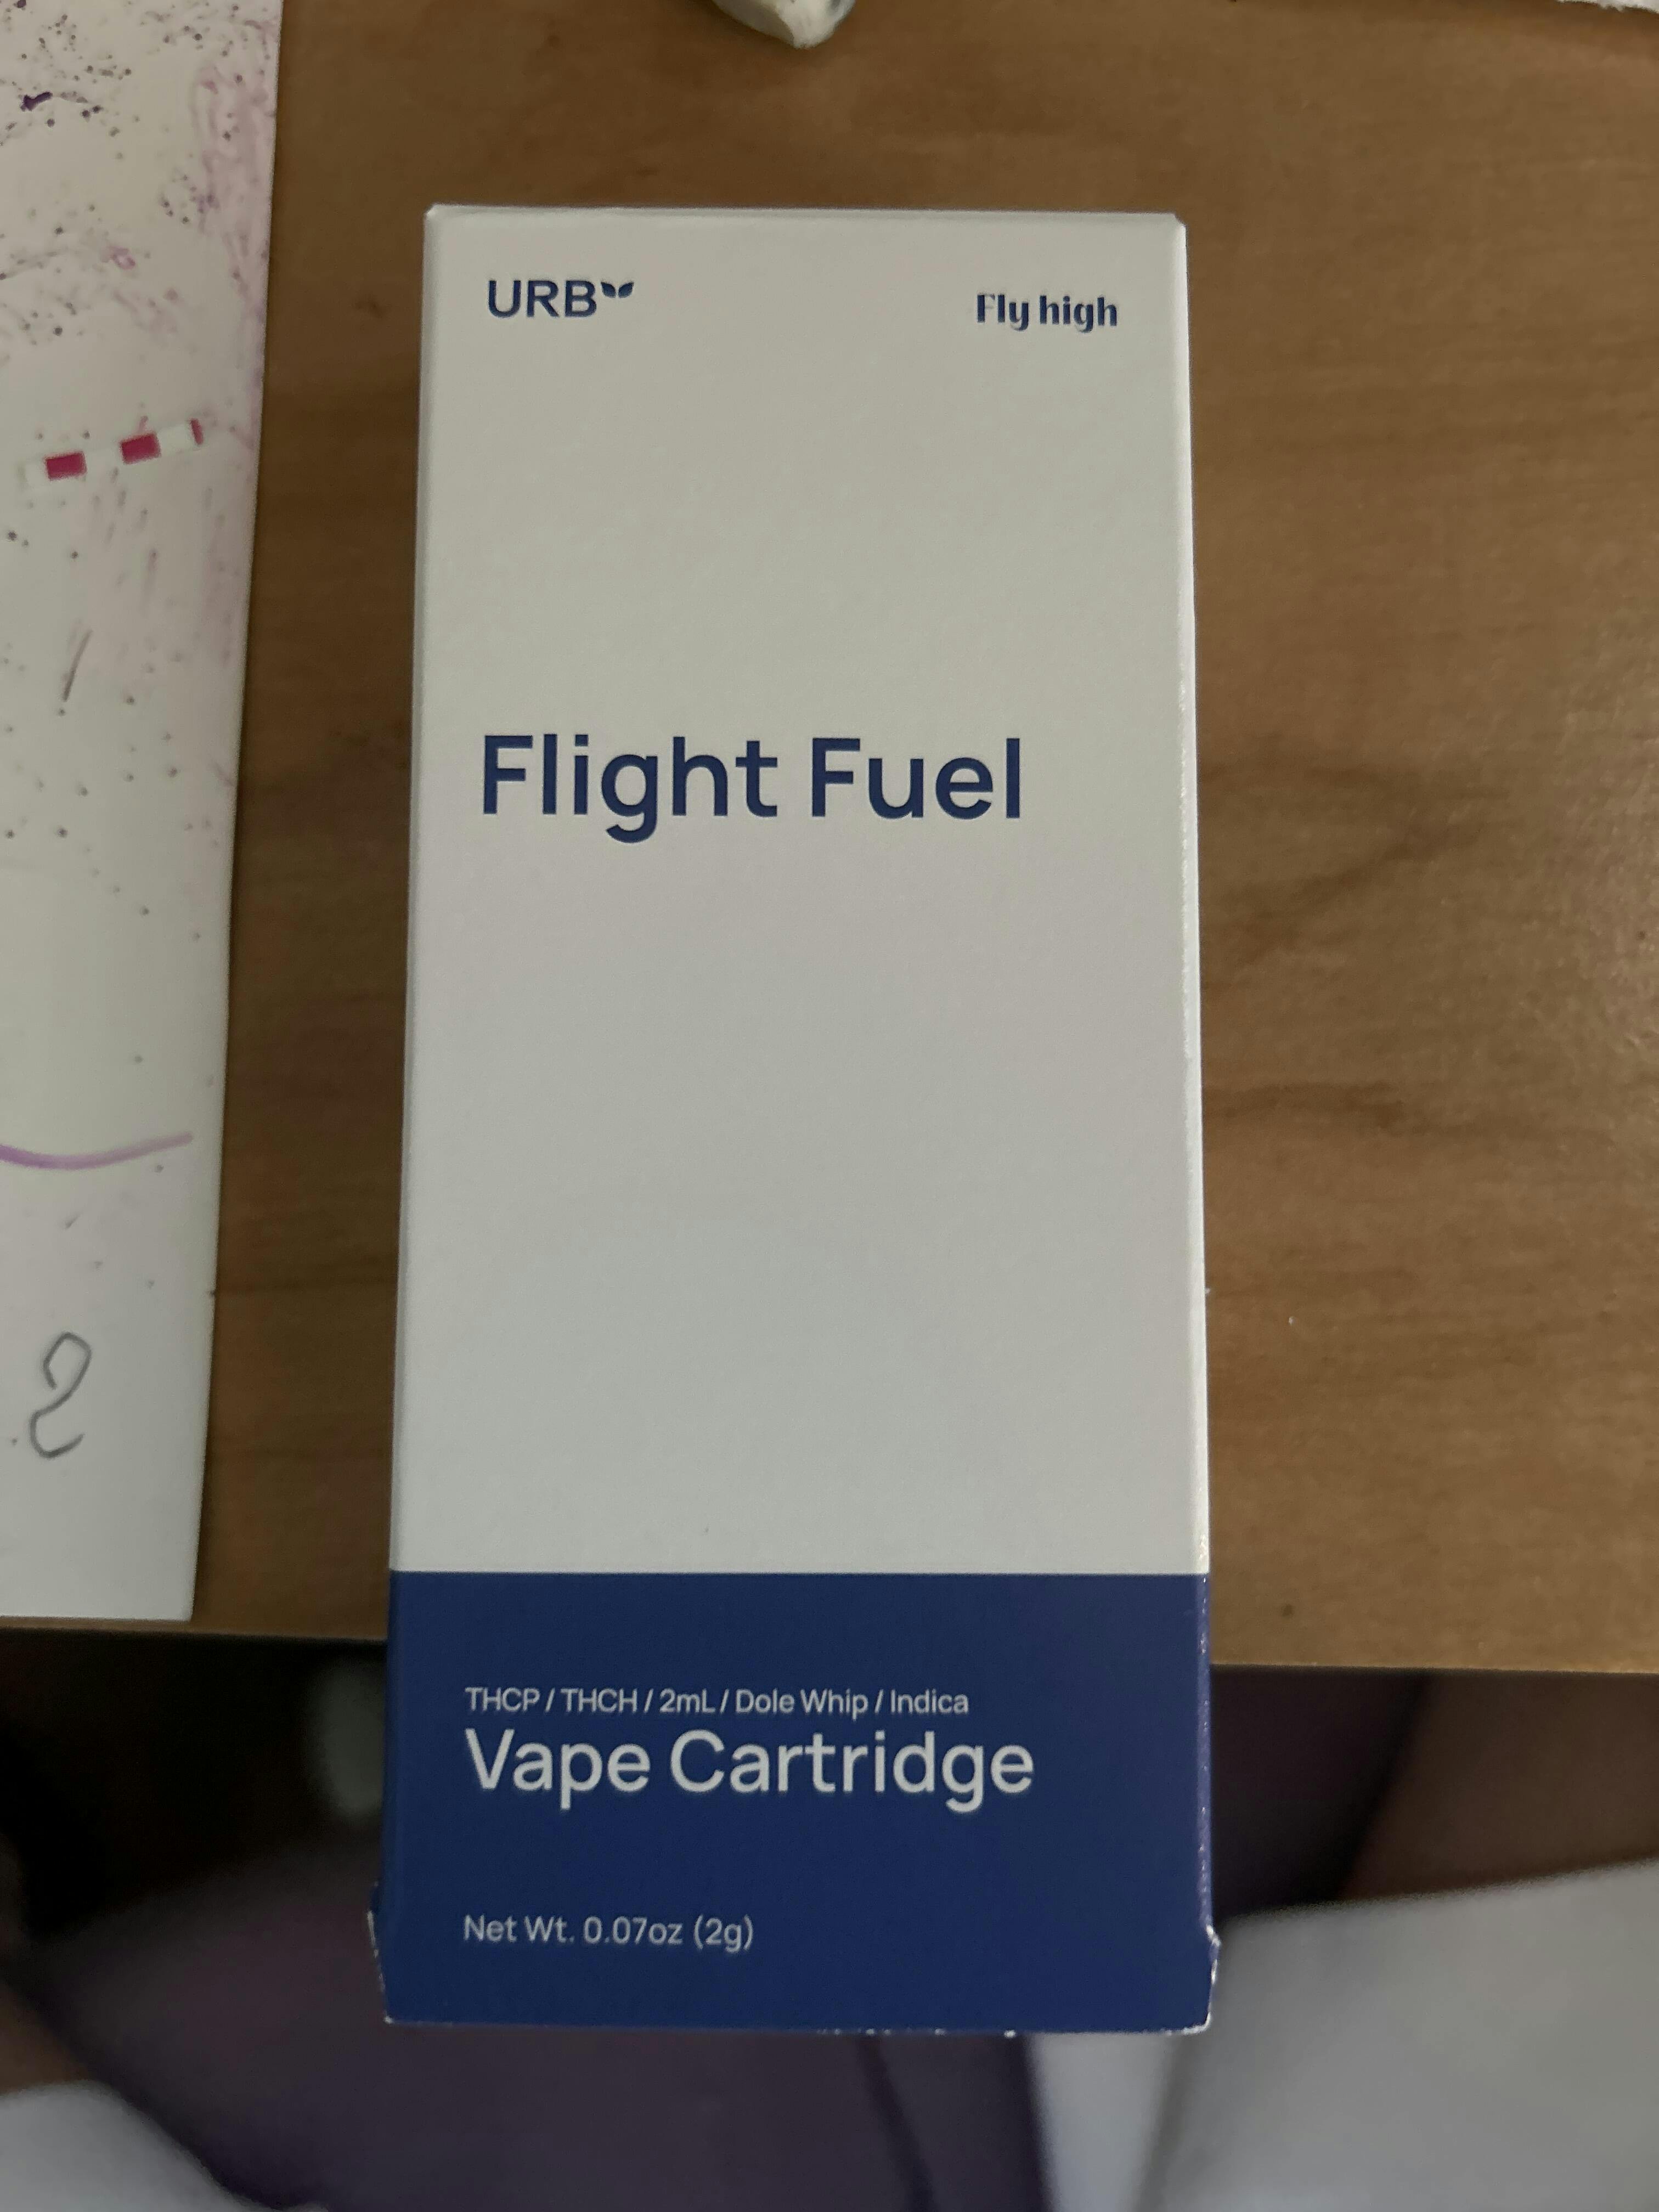 URB
Fly high
Flight Fuel
THCP / THCH / 2mL / Dole Whip / Indica
Vape Cartridge
Net Wt. 0.07oz (2g)